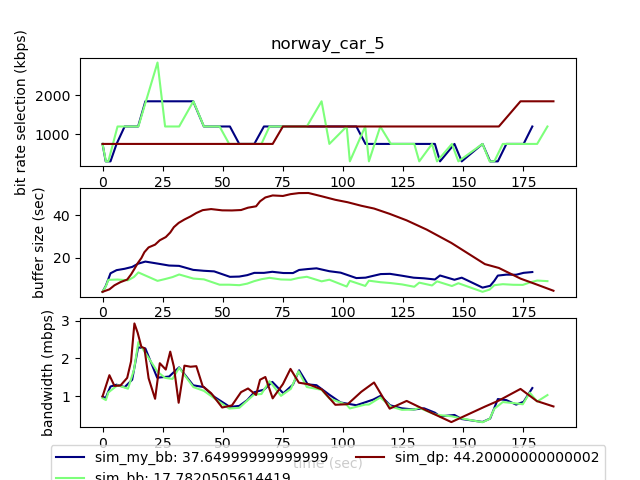 norway_car_5
bit rate selection (kbps)
2000
1000
0 25 50 75 100 125 150 175
buffer size (sec)
40
20
0 25 50 75 100 125 150 175
bandwidth (mbps)
3
2
1
0 25 50 75 100 125 150 175
time (sec)
sim_my_bb: 37.64999999999999 sim_dp: 44.20000000000002
sim_bb: 17.7820505614419